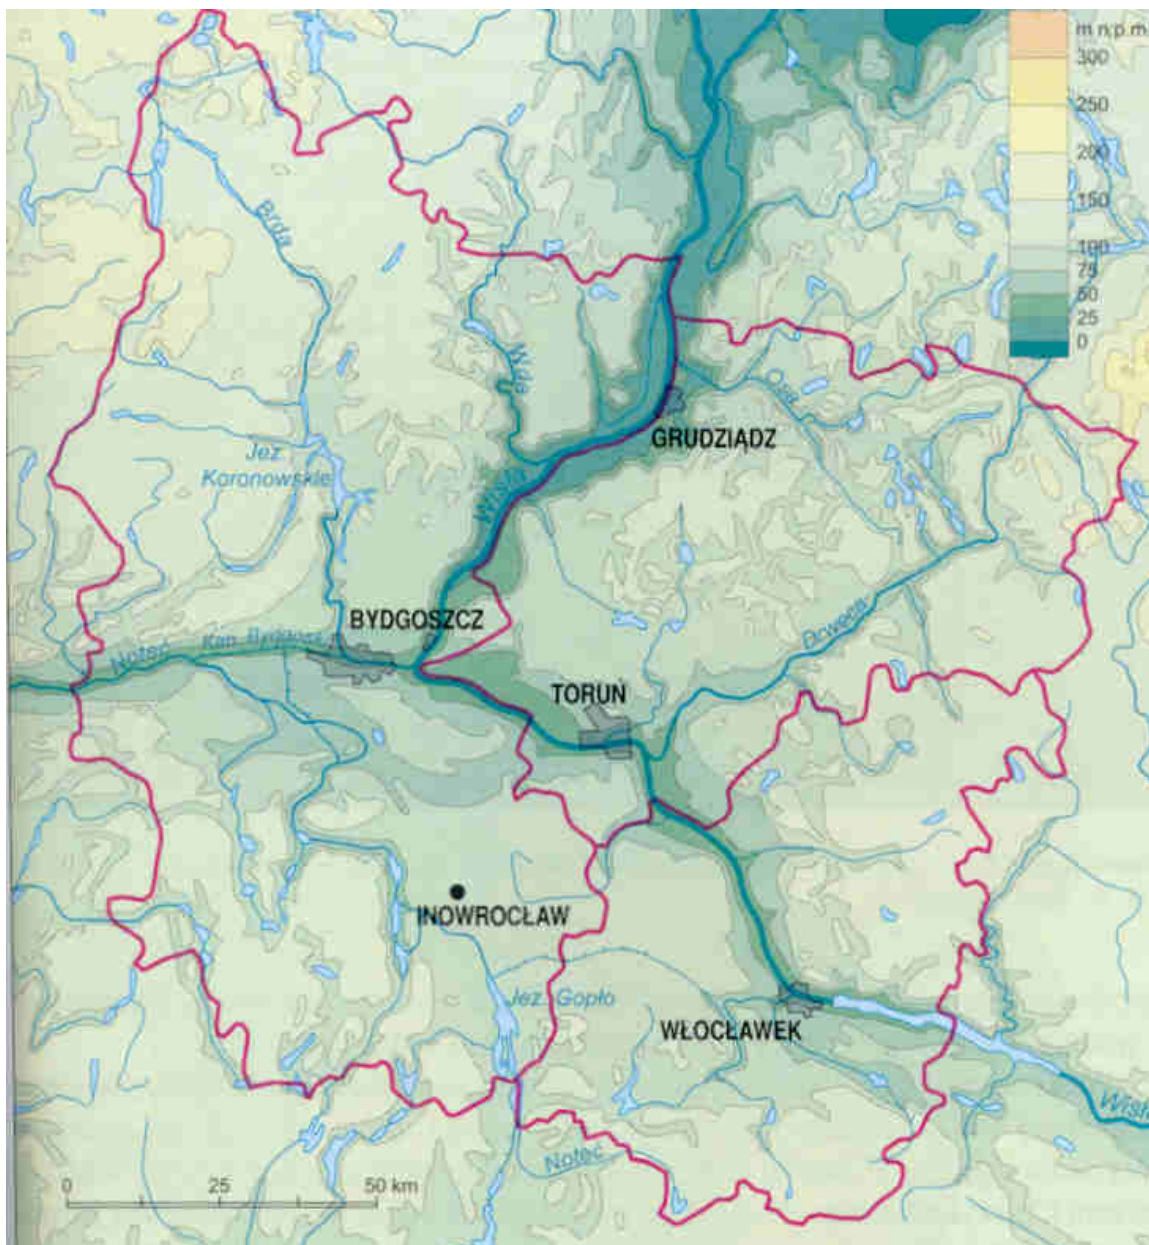 m n.p.m.
300
250
200
150
100
75
50
25
0
Brda
Wda
Osa
GRUDZIĄDZ
Jez.
Koronowskie
Wisła
BYDGOSZCZ
Drwęca
Noteć
Kan. Bydgoski
TORUŃ
INOWROCŁAW
Jez. Gopło
WŁOCŁAWEK
Wisła
Noteć
0 25 50 km